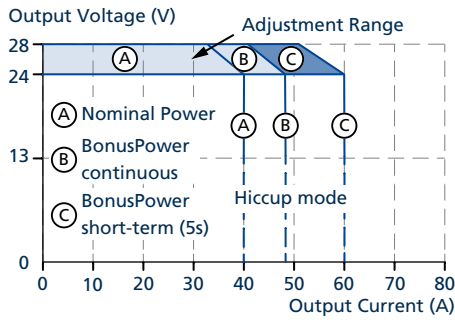 Output Voltage (V)
Adjustment Range
28
24
13
0
A
B
C
A Nominal Power
B BonusPower
continuous
C BonusPower
short-term (5s)
A
B
C
Hiccup mode
0 10 20 30 40 50 60 70 80
Output Current (A)